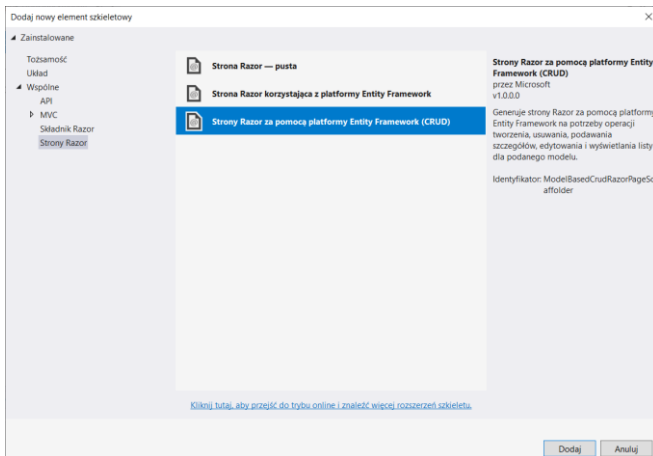 Dodaj nowy element szkieletowy
Zainstalowane
Tożsamość
Układ
Wspólne
API
MVC
Składnik Razor
Strony Razor
Strona Razor — pusta
Strona Razor korzystająca z platformy Entity Framework
Strony Razor za pomocą platformy Entity Framework (CRUD)
Strony Razor za pomocą platformy Entity
Framework (CRUD)
przez Microsoft
v1.0.0.0
Generuje strony Razor za pomocą platformy
Entity Framework na potrzeby operacji
tworzenia, usuwania, podawania
szczegółów, edytowania i wyświetlania listy
dla podanego modelu.
Identyfikator: ModelBasedCrudRazorPageSc
affolder
Kliknij tutaj, aby przejść do trybu online i znaleźć więcej rozszerzeń szkieletu.
Dodaj Anuluj